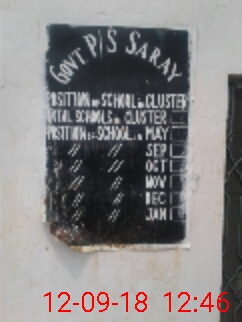 GOVT P/S SARAY
POSITION OF SCHOOL IN CLUSTER
TOTAL SCHOOLS IN CLUSTER
POSITION OF SCHOOL IN MAY
" " SEP
" " OCT
" " NOV
" " DEC
" " JAN
12-09-18 12:46